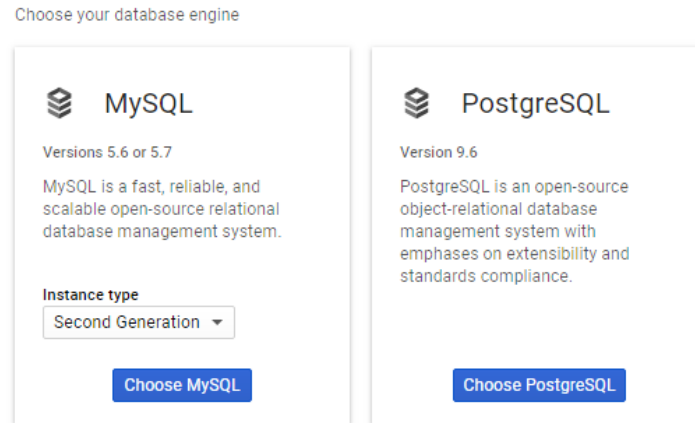 Choose your database engine
MySQL
Versions 5.6 or 5.7
MySQL is a fast, reliable, and
scalable open-source relational
database management system.
Instance type
Second Generation
Choose MySQL
PostgreSQL
Version 9.6
PostgreSQL is an open-source
object-relational database
management system with
emphases on extensibility and
standards compliance.
Choose PostgreSQL